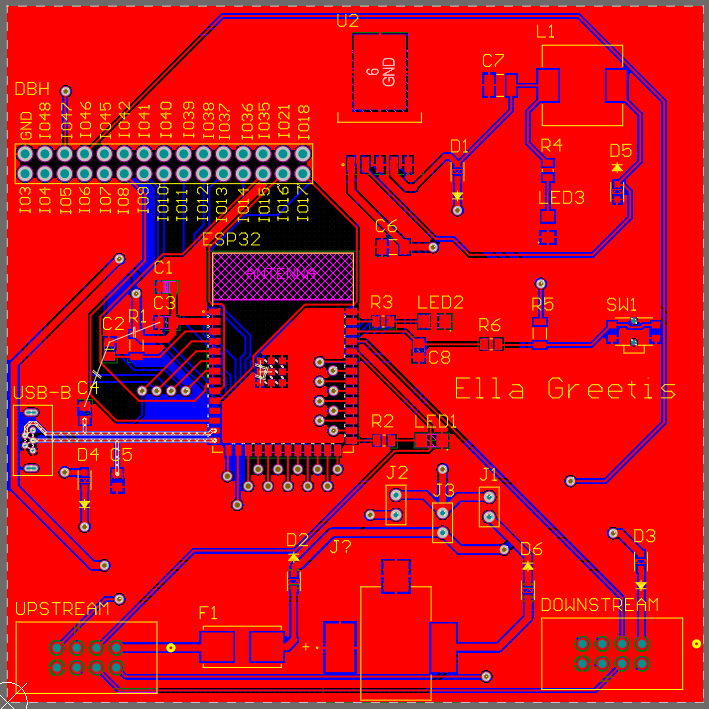 U2
L1
6
GND
C7
DBH
GND IO48 IO47 IO46 IO45 IO42 IO41 IO40 IO39 IO38 IO37 IO36 IO35 IO21 IO18
IO3 IO4 IO5 IO6 IO7 IO8 IO9 IO10 IO11 IO12 IO13 IO14 IO15 IO16 IO17
D1
R4
D5
LED3
C6
ESP32
ANTENNA
C1
C3
R1
C2
R3
LED2
R6
R5
SW1
C8
Ella Greetis
USB-B
C4
R2
LED1
D4
C5
J2
J3
J1
D2
J?
D6
D3
UPSTREAM
F1
DOWNSTREAM
+